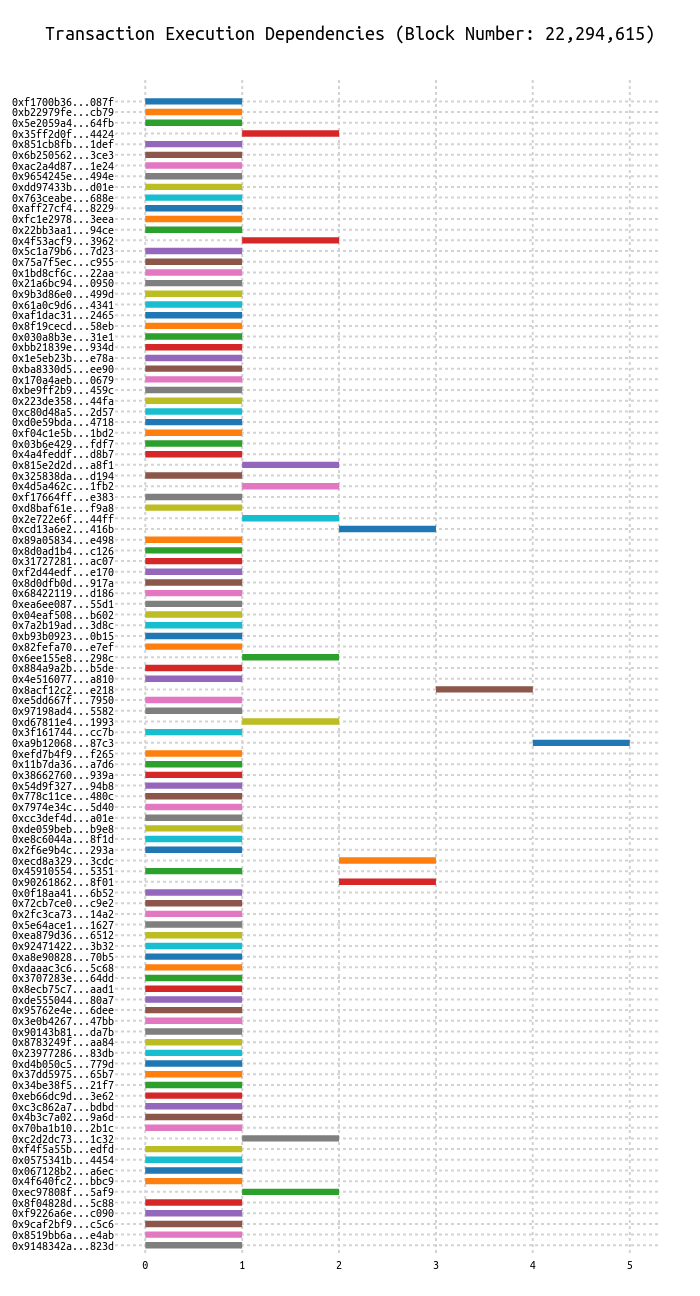 Transaction Execution Dependencies (Block Number: 22,294,615)
0xf1700b36...087f
0xb22979fe...cb79
0x5e2059a4...64fb
0x35ff2d0f...4424
0x851cb8fb...1def
0x6b250562...3ce3
0xac2a4d87...1e24
0x9654245e...494e
0xdd97433b...d01e
0x763ceabe...688e
0xaff27cf4...8229
0xfc1e2978...3eea
0x22bb3aa1...94ce
0x4f53acf9...3962
0x5c1a79b6...7d23
0x75a7f5ec...c955
0x1bd8cf6c...22aa
0x21a6bc94...0950
0x9b3d86e0...499d
0x61a0c9d6...4341
0xaf1dac31...2465
0x8f19cecd...58eb
0x030a8b3e...31e1
0xbb21839e...934d
0x1e5eb23b...e78a
0xba8330d5...ee90
0x170a4aeb...0679
0xbe9ff2b9...459c
0x223de358...44fa
0xc80d48a5...2d57
0xd0e59bda...4718
0xf04c1e5b...1bd2
0x03b6e429...fdf7
0x4a4feddf...d8b7
0x815e2d2d...a8f1
0x325838da...d194
0x4d5a462c...1fb2
0xf17664ff...e383
0xd8baf61e...f9a8
0x2e722e6f...44ff
0xcd13a6e2...416b
0x89a05834...e498
0x8d0ad1b4...c126
0x31727281...ac07
0xf2d44edf...e170
0x8d0dfb0d...917a
0x68422119...d186
0xea6ee087...55d1
0x04eaf508...b602
0x7a2b19ad...3d8c
0xb93b0923...0b15
0x82fefa70...e7ef
0x6ee155e8...298c
0x884a9a2b...b5de
0x4e516077...a810
0x8acf12c2...e218
0xe5dd667f...7950
0x97198ad4...5582
0xd67811e4...1993
0x3f161744...cc7b
0xa9b12068...87c3
0xefd7b4f9...f265
0x11b7da36...a7d6
0x38662760...939a
0x54d9f327...94b8
0x778c11ce...480c
0x7974e34c...5d40
0xcc3def4d...a01e
0xde059beb...b9e8
0xe8c6044a...8f1d
0x2f6e9b4c...293a
0xecd8a329...3cdc
0x45910554...5351
0x90261862...8f01
0x0f18aa41...6b52
0x72cb7ce0...c9e2
0x2fc3ca73...14a2
0x5e64ace1...1627
0xea879d36...6512
0x92471422...3b32
0xa8e90828...70b5
0xdaaac3c6...5c68
0x3707283e...64dd
0x8ecb75c7...aad1
0xde555044...80a7
0x95762e4e...6dee
0x3e0b4267...47bb
0x90143b81...da7b
0x8783249f...aa84
0x23977286...83db
0xd4b050c5...779d
0x37dd5975...65b7
0x34be38f5...21f7
0xeb66dc9d...3e62
0xc3c862a7...bdbd
0x4b3c7a02...9a6d
0x70ba1b10...2b1c
0xc2d2dc73...1c32
0xf4f5a55b...edfd
0x0575341b...4454
0x067128b2...a6ec
0x4f640fc2...bbc9
0xec97808f...5af9
0x8f04828d...5c88
0xf9226a6e...c090
0x9caf2bf9...c5c6
0x8519bb6a...e4ab
0x9148342a...823d
0 1 2 3 4 5